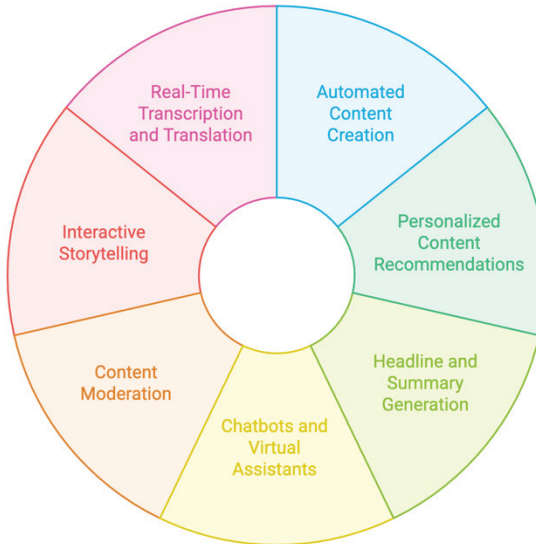 Automated
Content
Creation
Personalized
Content
Recommendations
Headline and
Summary
Generation
Chatbots and
Virtual
Assistants
Content
Moderation
Interactive
Storytelling
Real-Time
Transcription
and Translation